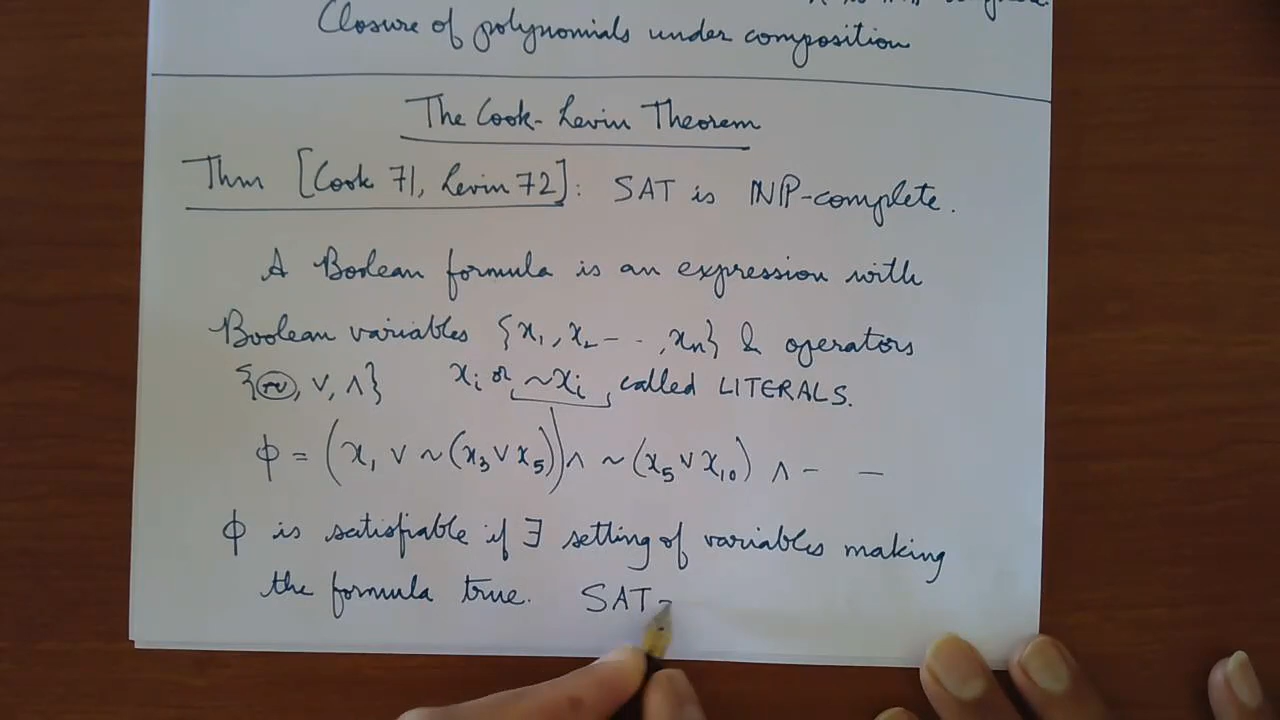 Closure of polynomials under composition
The Cook-Levin Theorem
Thm [Cook 71, Levin 72]: SAT is NP-complete.
A Boolean formula is an expression with
Boolean variables {x₁, x₂ - - -, xₙ} & operators
{~, ∨, ∧} xᵢ or ~xᵢ, called LITERALS.
φ = (x₁ ∨ ~(x₃ ∨ x₅)) ∧ ~(x₅ ∨ x₁₀) ∧ - -
φ is satisfiable if ∃ setting of variables making
the formula true. SAT =